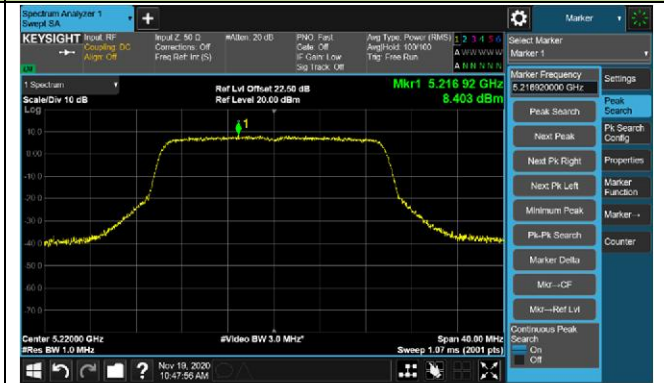 Spectrum Analyzer 1
Swept SA
+
Marker
KEYSIGHT
Input: RF
Coupling: DC
Align: Off
Input Z: 50 Ω
Corrections: Off
Freq Ref: Int (S)
#Atten: 20 dB
PNO: Fast
Gate: Off
IF Gain: Low
Sig Track: Off
Avg Type: Power (RMS)
Avg|Hold: 100/100
Trig: Free Run
1 2 3 4 5 6
A W W W W W
A N N N N N
Select Marker
Marker 1
1 Spectrum
Scale/Div 10 dB
Log
Ref Lvl Offset 22.50 dB
Ref Level 20.00 dBm
Mkr1 5.216 92 GHz
8.403 dBm
1
10.0
0.00
-10.0
-20.0
-30.0
-40.0
-50.0
-60.0
-70.0
Center 5.22000 GHz
#Res BW 1.0 MHz
#Video BW 3.0 MHz*
Span 40.00 MHz
Sweep 1.07 ms (2001 pts)
Marker Frequency
5.216920000 GHz
Peak Search
Next Peak
Next Pk Right
Next Pk Left
Minimum Peak
Pk-Pk Search
Marker Delta
Mkr→CF
Mkr→Ref Lvl
Continuous Peak
Search
On
Off
Settings
Peak
Search
Pk Search
Config
Properties
Marker
Function
Marker→
Counter
?
Nov 19, 2020
10:47:56 AM